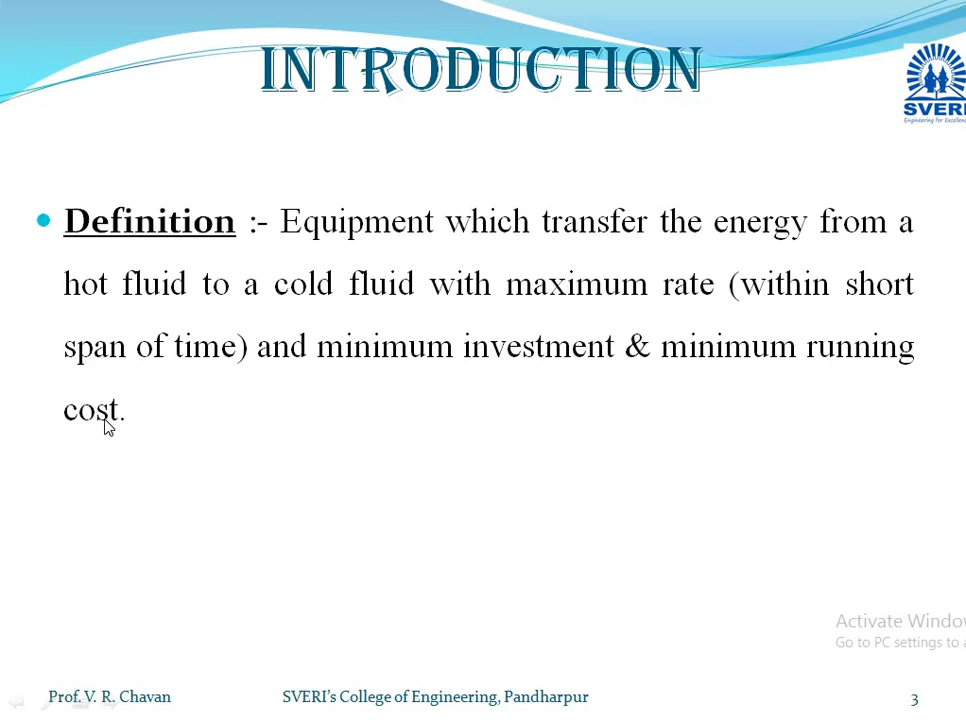 INTRODUCTION
SVERI
Engineering for Excellenc
• Definition :- Equipment which transfer the energy from a
hot fluid to a cold fluid with maximum rate (within short
span of time) and minimum investment & minimum running
cost.
Activate Windo
Go to PC settings to a
Prof. V. R. Chavan SVERI's College of Engineering, Pandharpur 3